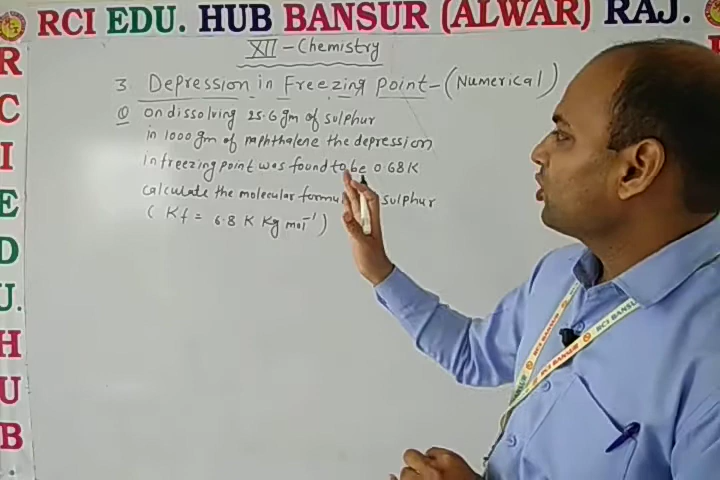 RCI EDU. HUB BANSUR (ALWAR) RAJ.
XII - Chemistry
3. Depression in Freezing point - (Numerical)
Q on dissolving 25.6 gm of sulphur
in 1000 gm of naphthalene the depression
in freezing point was found to be 0.68 K
calculate the molecular sulphur
( Kf = 6.8 K Kg mol⁻¹ )
R
C
I
E
D
U.
H
U
B
RCI BANSUR